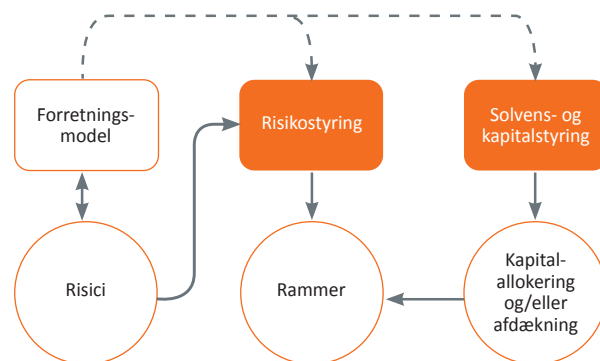 Forretnings-
model
Risikostyring
Solvens- og
kapitalstyring
Risici
Rammer
Kapital-
allokering
og/eller
afdækning